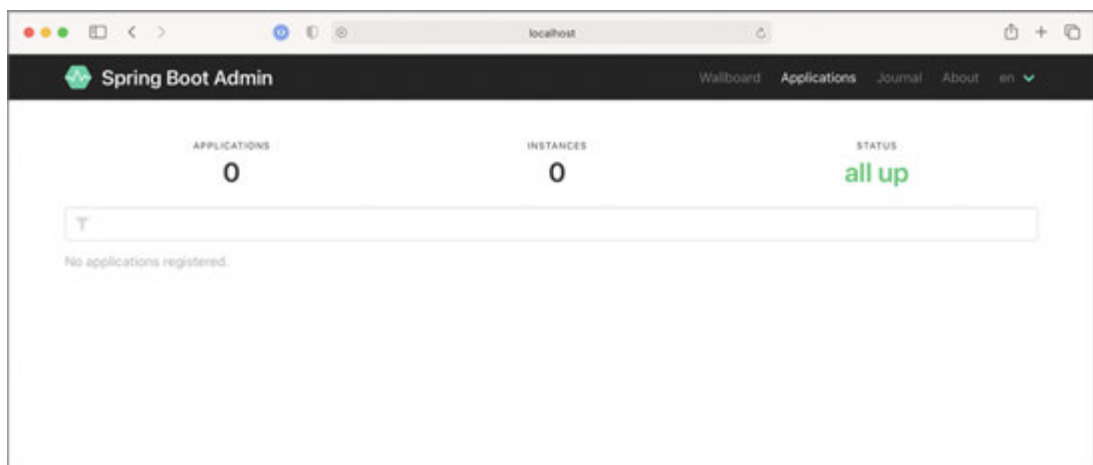 localhost
Spring Boot Admin
Wallboard Applications Journal About en
APPLICATIONS INSTANCES STATUS
0 0 all up
No applications registered.